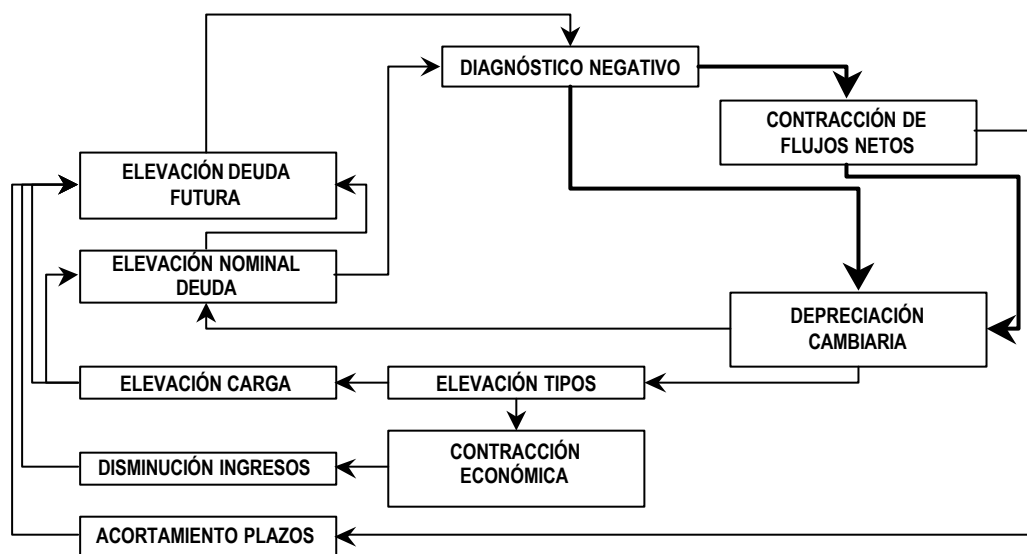 DIAGNÓSTICO NEGATIVO
CONTRACCIÓN DE
FLUJOS NETOS
ELEVACIÓN DEUDA
FUTURA
ELEVACIÓN NOMINAL
DEUDA
DEPRECIACIÓN
CAMBIARIA
ELEVACIÓN CARGA
ELEVACIÓN TIPOS
CONTRACCIÓN
ECONÓMICA
DISMINUCIÓN INGRESOS
ACORTAMIENTO PLAZOS